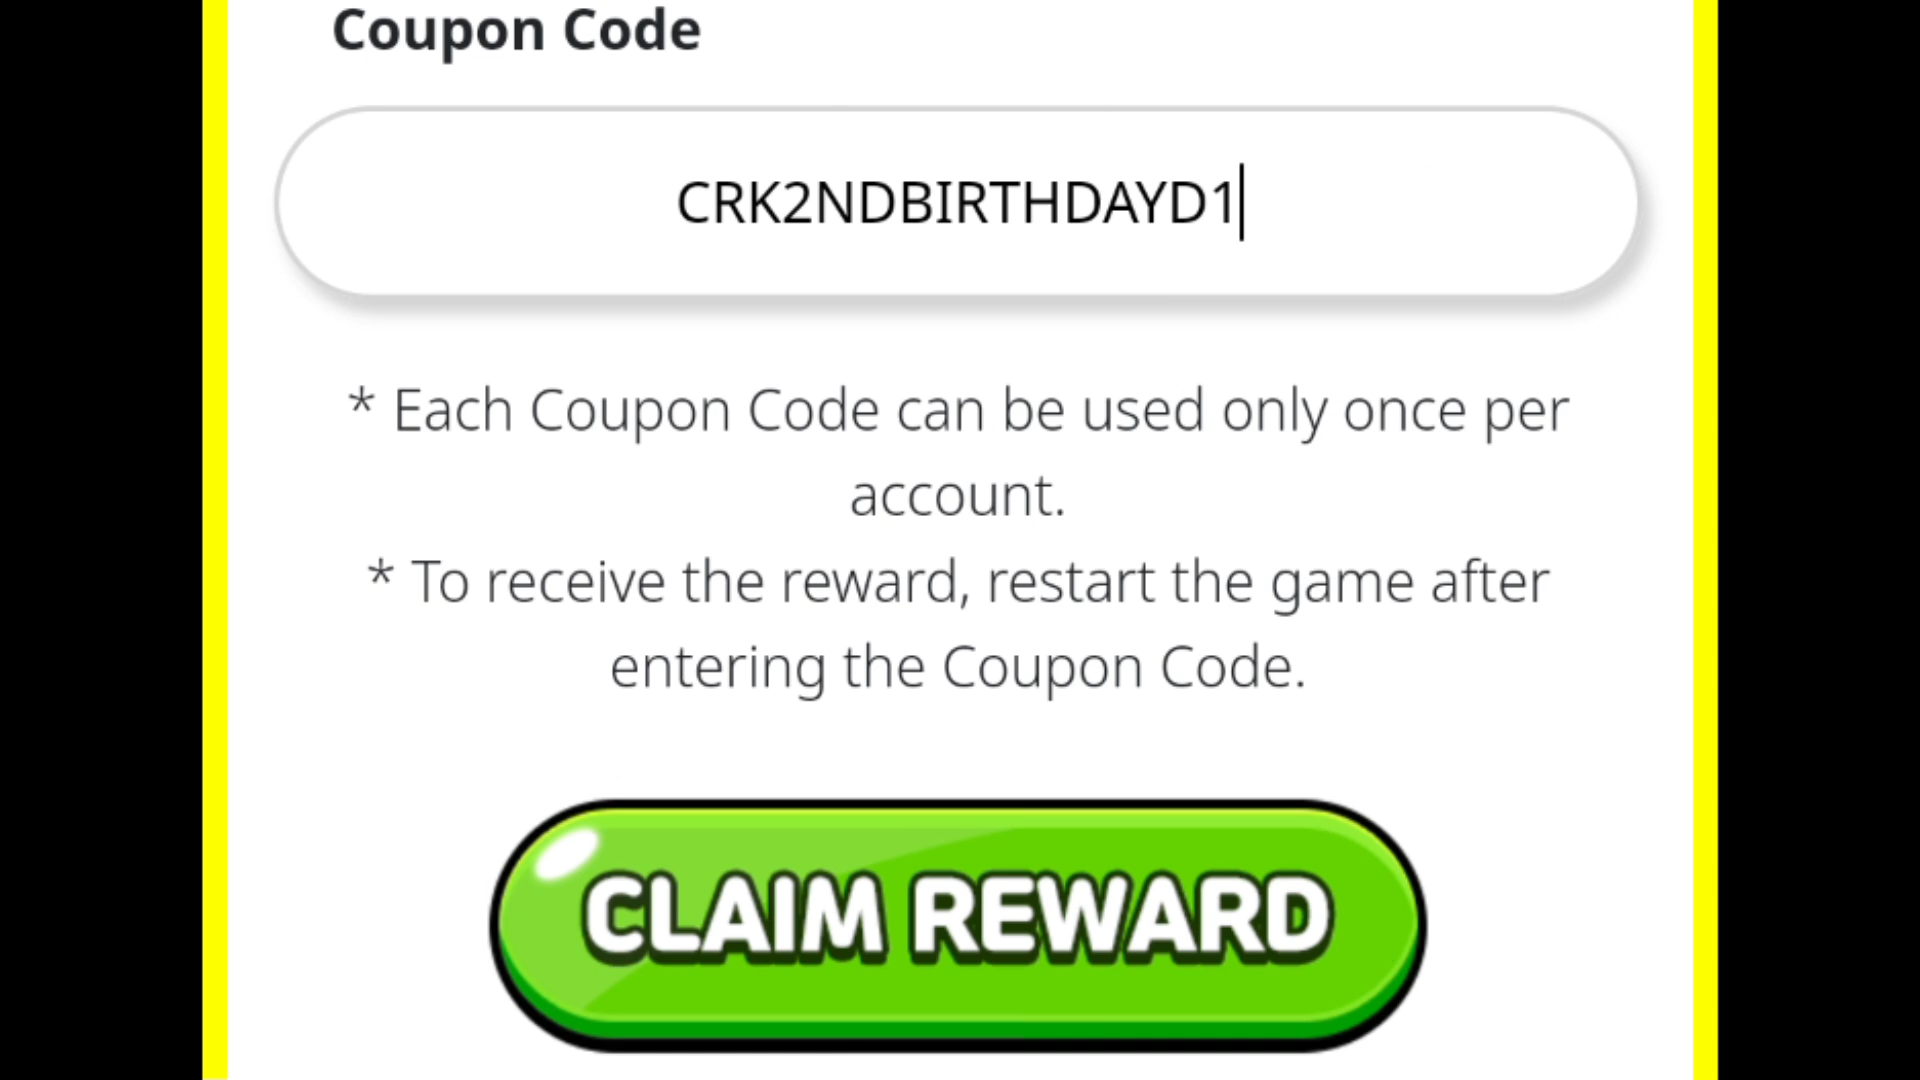 Coupon Code
CRK2NDBIRTHDAYD1
* Each Coupon Code can be used only once per
account.
* To receive the reward, restart the game after
entering the Coupon Code.
CLAIM REWARD